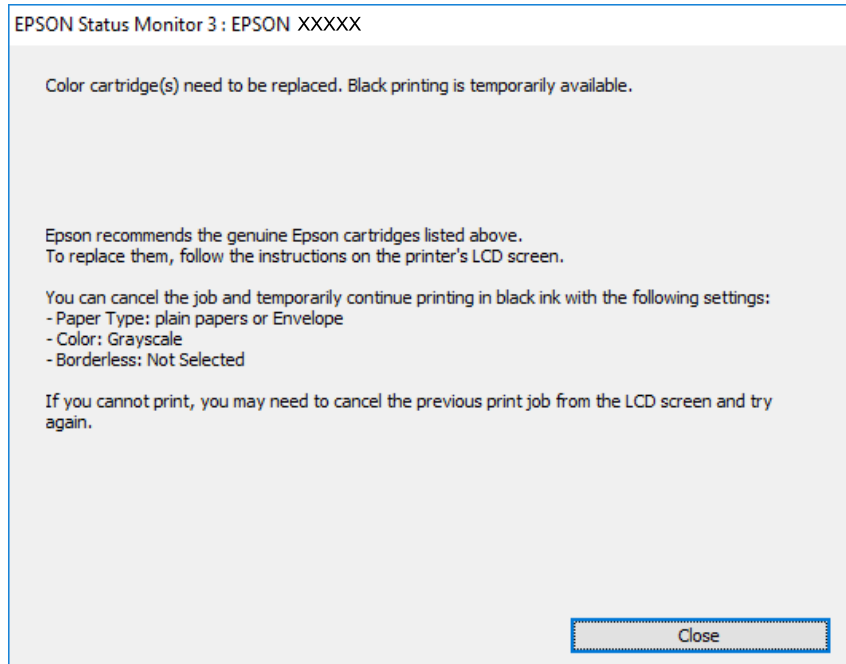 EPSON Status Monitor 3 : EPSON XXXXX
Color cartridge(s) need to be replaced. Black printing is temporarily available.
Epson recommends the genuine Epson cartridges listed above.
To replace them, follow the instructions on the printer's LCD screen.
You can cancel the job and temporarily continue printing in black ink with the following settings:
- Paper Type: plain papers or Envelope
- Color: Grayscale
- Borderless: Not Selected
If you cannot print, you may need to cancel the previous print job from the LCD screen and try
again.
Close